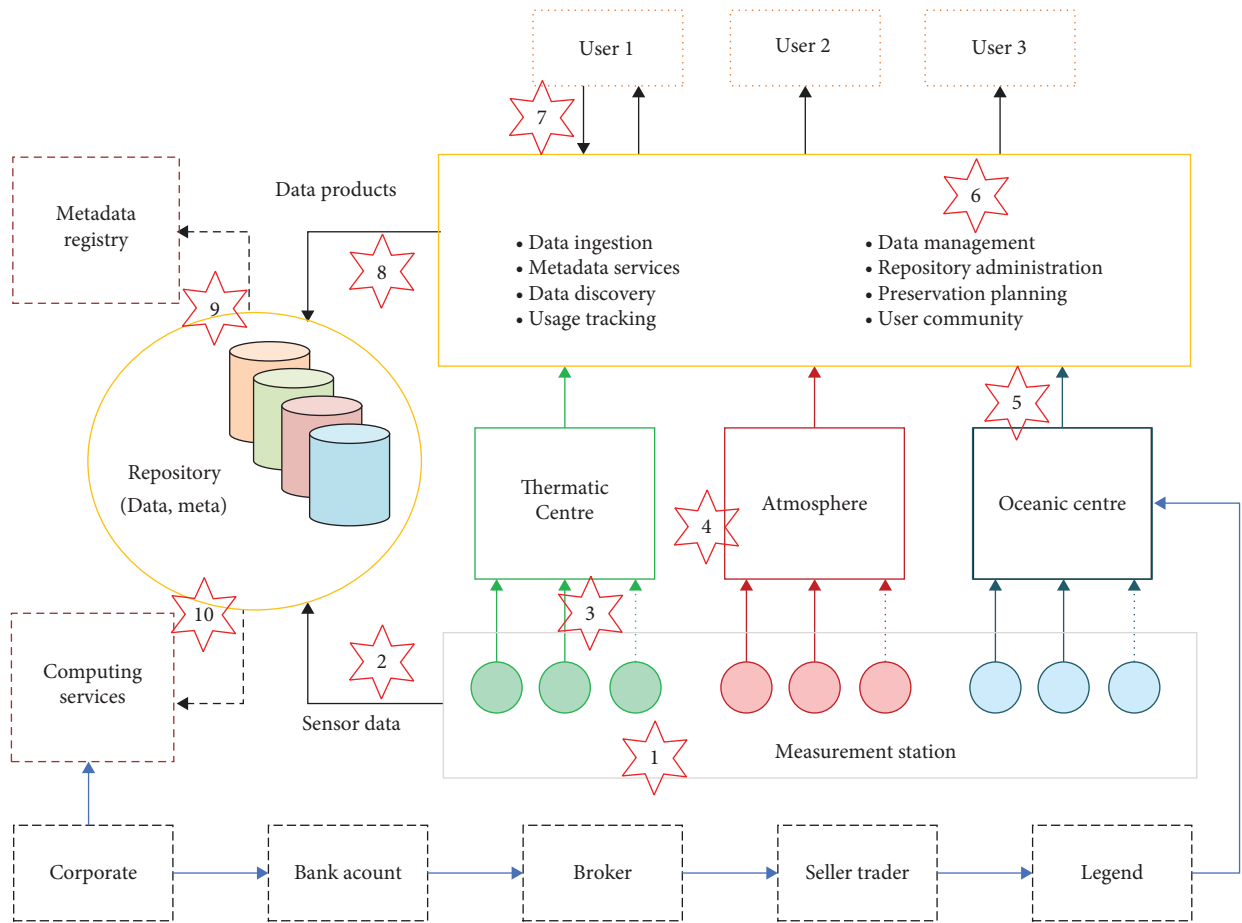 User 1
User 2
User 3
7
Metadata
registry
Data products
6
8
• Data ingestion
• Metadata services
• Data discovery
• Usage tracking
• Data management
• Repository administration
• Preservation planning
• User community
9
5
Repository
(Data, meta)
Thermatic
Centre
4
Atmosphere
Oceanic centre
10
3
2
Computing
services
Sensor data
1
Measurement station
Corporate
Bank acount
Broker
Seller trader
Legend